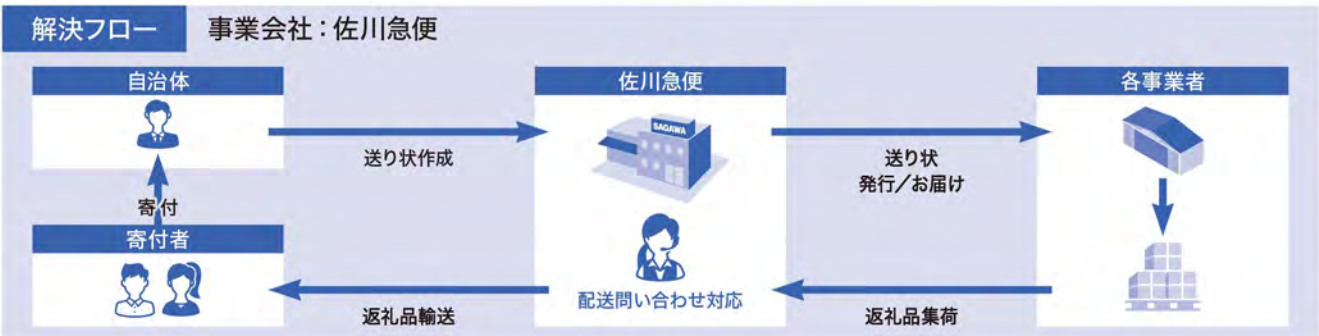 解決フロー
事業会社：佐川急便
自治体
佐川急便
各事業者
SAGAWA
送り状作成
送り状
発行／お届け
寄付
寄付者
配送問い合わせ対応
返礼品輸送
返礼品集荷